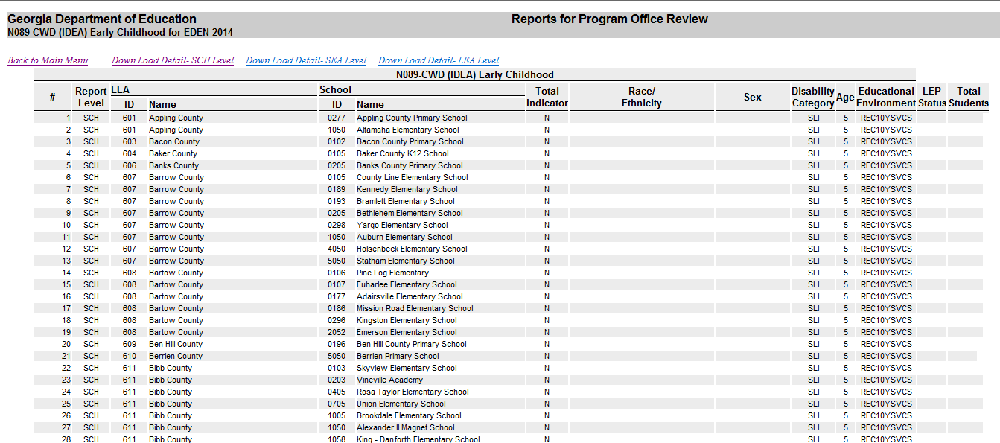 Georgia Department of Education Reports for Program Office Review
N089-CWD (IDEA) Early Childhood for EDEN 2014
Back to Main Menu Down Load Detail- SCH Level Down Load Detail- SEA Level Down Load Detail- LEA Level
N089-CWD (IDEA) Early Childhood
# Report Level LEA ID Name School ID Name Total Indicator Race/ Ethnicity Sex Disability Category Age Educational Environment LEP Status Total Students
1 SCH 601 Appling County 0277 Appling County Primary School N SLI 5 REC10YSVCS
2 SCH 601 Appling County 1050 Altamaha Elementary School N SLI 5 REC10YSVCS
3 SCH 603 Bacon County 0102 Bacon County Primary School N SLI 5 REC10YSVCS
4 SCH 604 Baker County 0105 Baker County K12 School N SLI 5 REC10YSVCS
5 SCH 606 Banks County 0205 Banks County Primary School N SLI 5 REC10YSVCS
6 SCH 607 Barrow County 0105 County Line Elementary School N SLI 5 REC10YSVCS
7 SCH 607 Barrow County 0189 Kennedy Elementary School N SLI 5 REC10YSVCS
8 SCH 607 Barrow County 0193 Bramlett Elementary School N SLI 5 REC10YSVCS
9 SCH 607 Barrow County 0205 Bethlehem Elementary School N SLI 5 REC10YSVCS
10 SCH 607 Barrow County 0298 Yargo Elementary School N SLI 5 REC10YSVCS
11 SCH 607 Barrow County 1050 Auburn Elementary School N SLI 5 REC10YSVCS
12 SCH 607 Barrow County 4050 Holsenbeck Elementary School N SLI 5 REC10YSVCS
13 SCH 607 Barrow County 5050 Statham Elementary School N SLI 5 REC10YSVCS
14 SCH 608 Bartow County 0106 Pine Log Elementary N SLI 5 REC10YSVCS
15 SCH 608 Bartow County 0107 Euharlee Elementary School N SLI 5 REC10YSVCS
16 SCH 608 Bartow County 0177 Adairsville Elementary School N SLI 5 REC10YSVCS
17 SCH 608 Bartow County 0186 Mission Road Elementary School N SLI 5 REC10YSVCS
18 SCH 608 Bartow County 0296 Kingston Elementary School N SLI 5 REC10YSVCS
19 SCH 608 Bartow County 2052 Emerson Elementary School N SLI 5 REC10YSVCS
20 SCH 609 Ben Hill County 0196 Ben Hill County Primary School N SLI 5 REC10YSVCS
21 SCH 610 Berrien County 5050 Berrien Primary School N SLI 5 REC10YSVCS
22 SCH 611 Bibb County 0103 Skyview Elementary School N SLI 5 REC10YSVCS
23 SCH 611 Bibb County 0203 Vineville Academy N SLI 5 REC10YSVCS
24 SCH 611 Bibb County 0405 Rosa Taylor Elementary School N SLI 5 REC10YSVCS
25 SCH 611 Bibb County 0705 Union Elementary School N SLI 5 REC10YSVCS
26 SCH 611 Bibb County 1005 Brookdale Elementary School N SLI 5 REC10YSVCS
27 SCH 611 Bibb County 1050 Alexander II Magnet School N SLI 5 REC10YSVCS
28 SCH 611 Bibb County 1058 King - Danforth Elementary School N SLI 5 REC10YSVCS